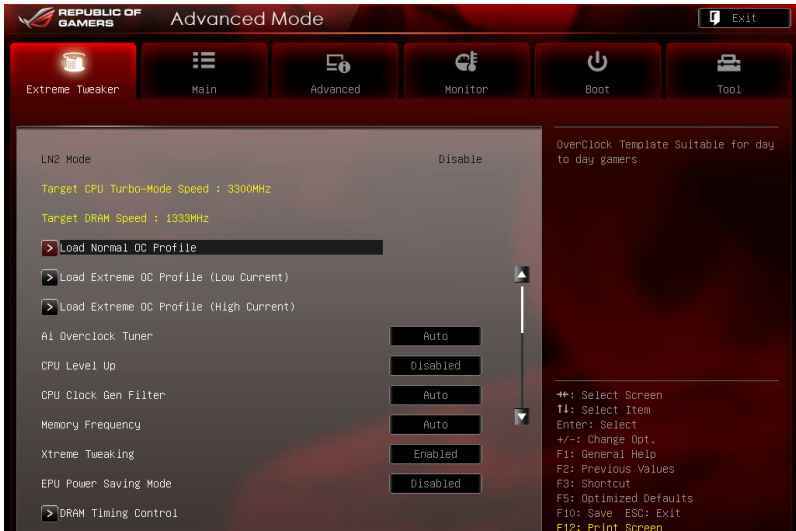 REPUBLIC OF
GAMERS
Advanced Mode
Exit
Extreme Tweaker
Main
Advanced
Monitor
Boot
Tool
LN2 Mode
Disable
Target CPU Turbo-Mode Speed : 3300MHz
Target DRAM Speed : 1333MHz
> Load Normal OC Profile
> Load Extreme OC Profile (Low Current)
> Load Extreme OC Profile (High Current)
Ai Overclock Tuner
Auto
CPU Level Up
Disabled
CPU Clock Gen Filter
Auto
Memory Frequency
Auto
Xtreme Tweaking
Enabled
EPU Power Saving Mode
Disabled
> DRAM Timing Control
OverClock Template Suitable for day
to day gamers
→←: Select Screen
↑↓: Select Item
Enter: Select
+/-: Change Opt.
F1: General Help
F2: Previous Values
F3: Shortcut
F5: Optimized Defaults
F10: Save ESC: Exit
F12: Print Screen